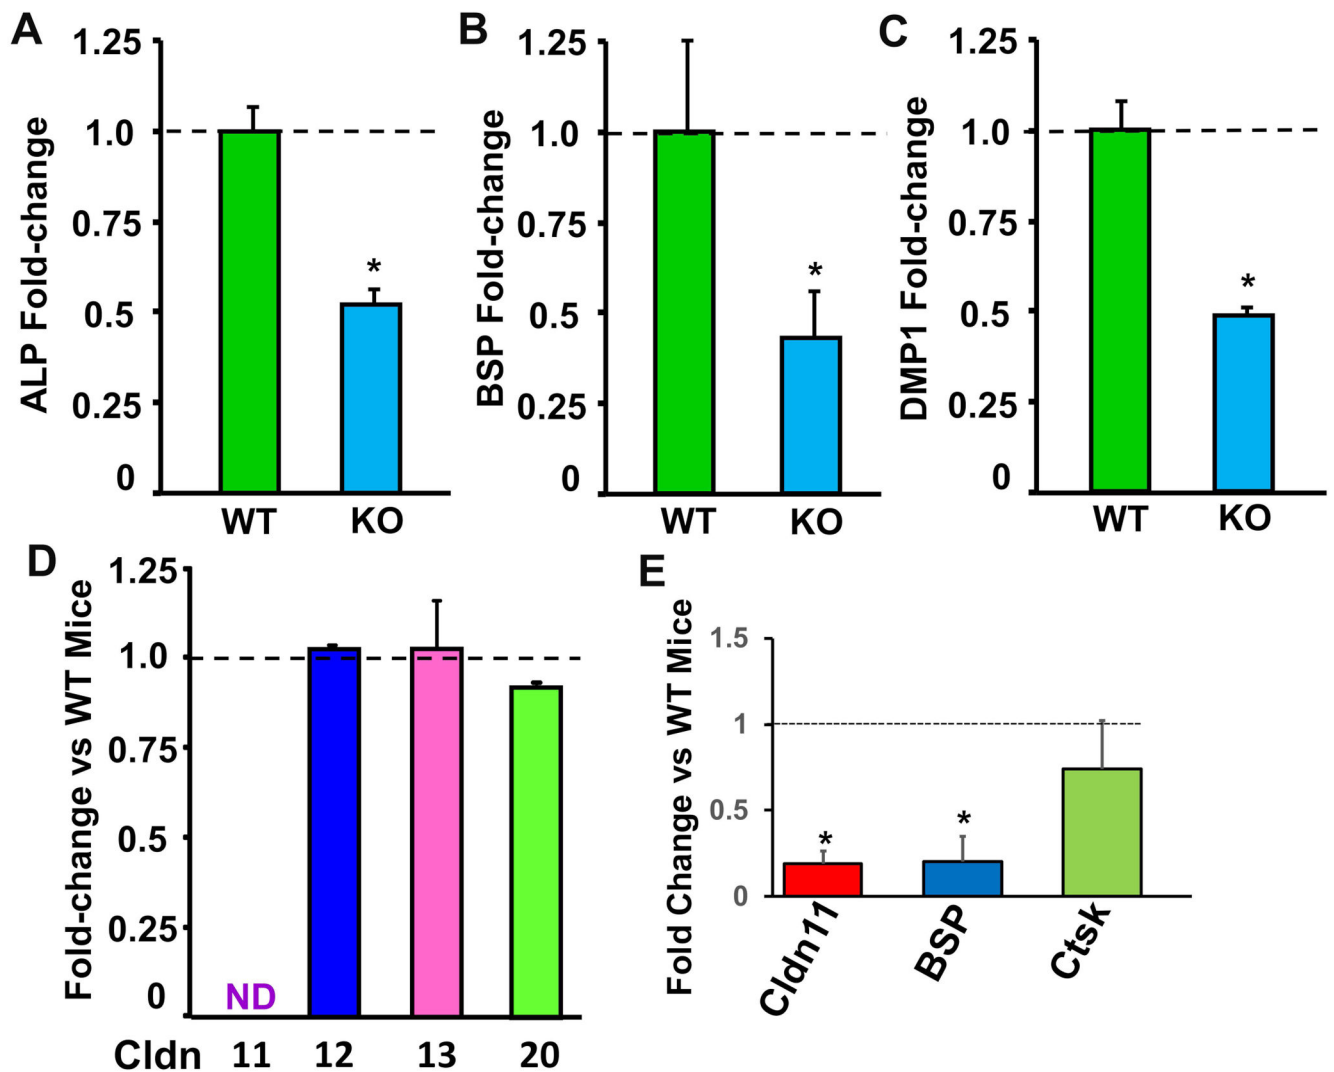 A
ALP Fold-change
1.25
1.0
0.75
0.5
0.25
0
*
WT KO
B
BSP Fold-change
1.25
1.0
0.75
0.5
0.25
0
*
WT KO
C
DMP1 Fold-change
1.25
1.0
0.75
0.5
0.25
0
*
WT KO
D
Fold-change vs WT Mice
1.25
1.0
0.75
0.5
0.25
0
ND
Cldn 11 12 13 20
E
Fold Change vs WT Mice
1.5
1
0.5
0
* *
Cldn11 BSP Ctsk